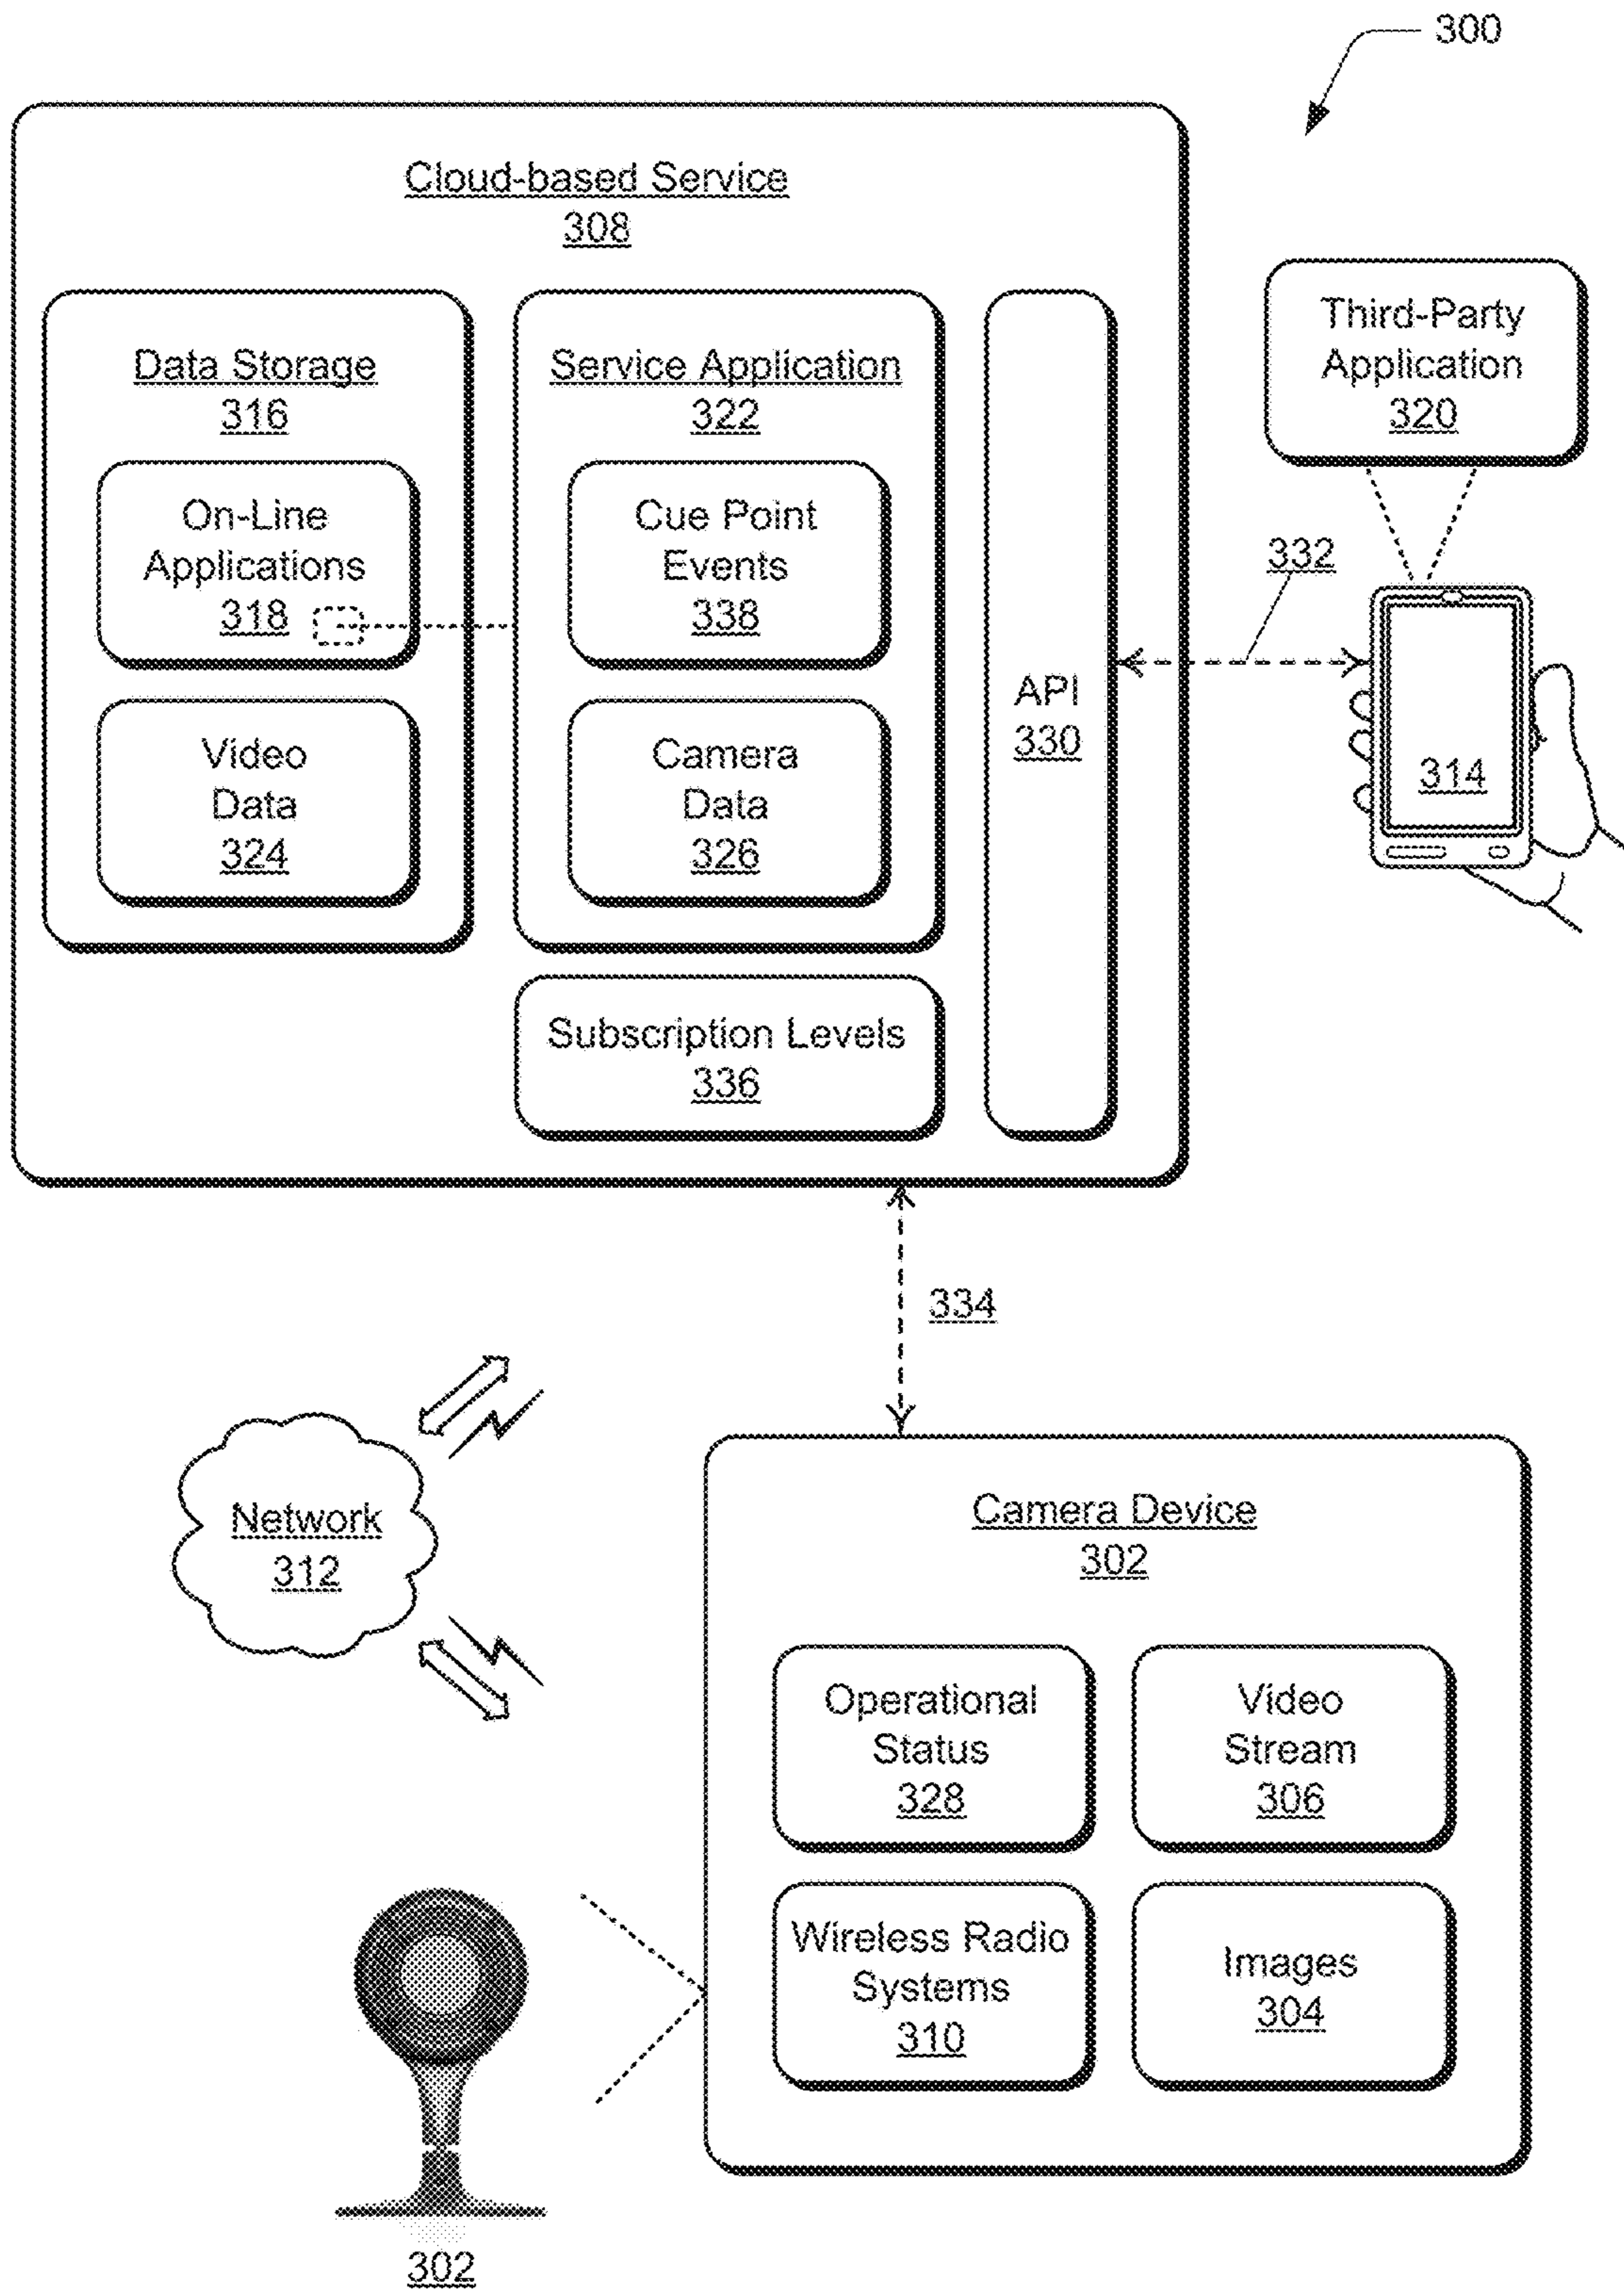 300
Cloud-based Service
308
Data Storage
316
On-Line
Applications
318
Video
Data
324
Service Application
322
Cue Point
Events
338
Camera
Data
326
Subscription Levels
336
API
330
Third-Party
Application
320
332
314
334
Network
312
Camera Device
302
Operational
Status
328
Video
Stream
306
Wireless Radio
Systems
310
Images
304
302